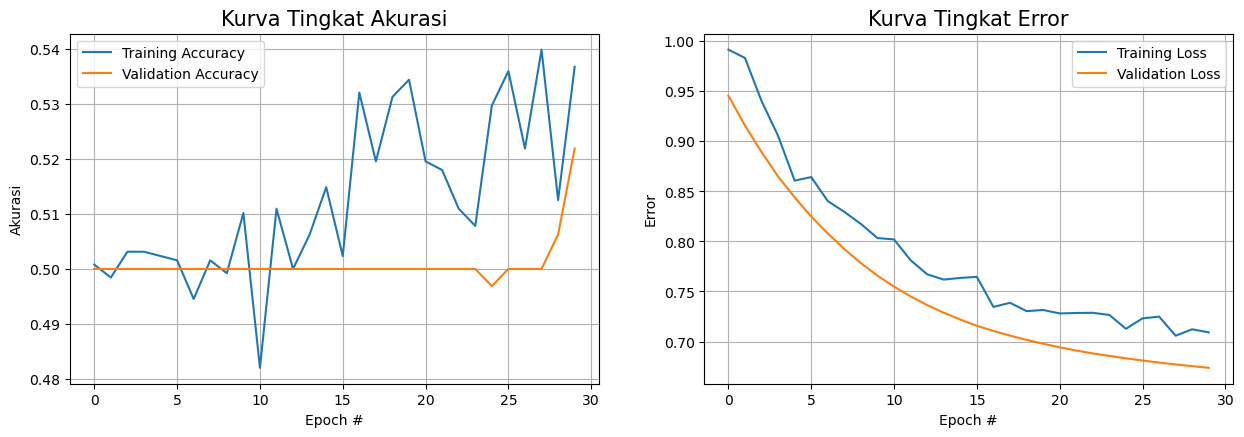 Kurva Tingkat Akurasi
Training Accuracy
Validation Accuracy
0.54
0.53
0.52
0.51
0.50
0.49
0.48
Akurasi
0 5 10 15 20 25 30
Epoch #
Kurva Tingkat Error
Training Loss
Validation Loss
1.00
0.95
0.90
0.85
0.80
0.75
0.70
Error
0 5 10 15 20 25 30
Epoch #